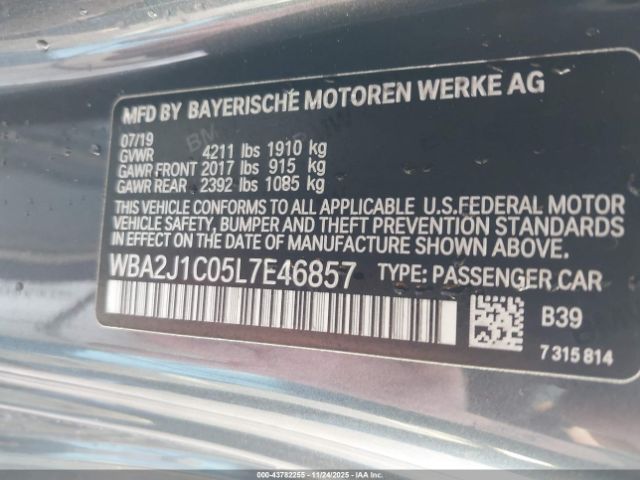 MFD BY BAYERISCHE MOTOREN WERKE AG
07/19
GVWR 4211 lbs 1910 kg
GAWR FRONT 2017 lbs 915 kg
GAWR REAR 2392 lbs 1085 kg
THIS VEHICLE CONFORMS TO ALL APPLICABLE U.S.FEDERAL MOTOR
VEHICLE SAFETY, BUMPER, AND THEFT PREVENTION STANDARDS
IN EFFECT ON THE DATE OF MANUFACTURE SHOWN ABOVE.
WBA2J1C05L7E46857 TYPE: PASSENGER CAR
B39
7 315 814
000-43782255 - 11/24/2025 - Copyright IAA, LLC